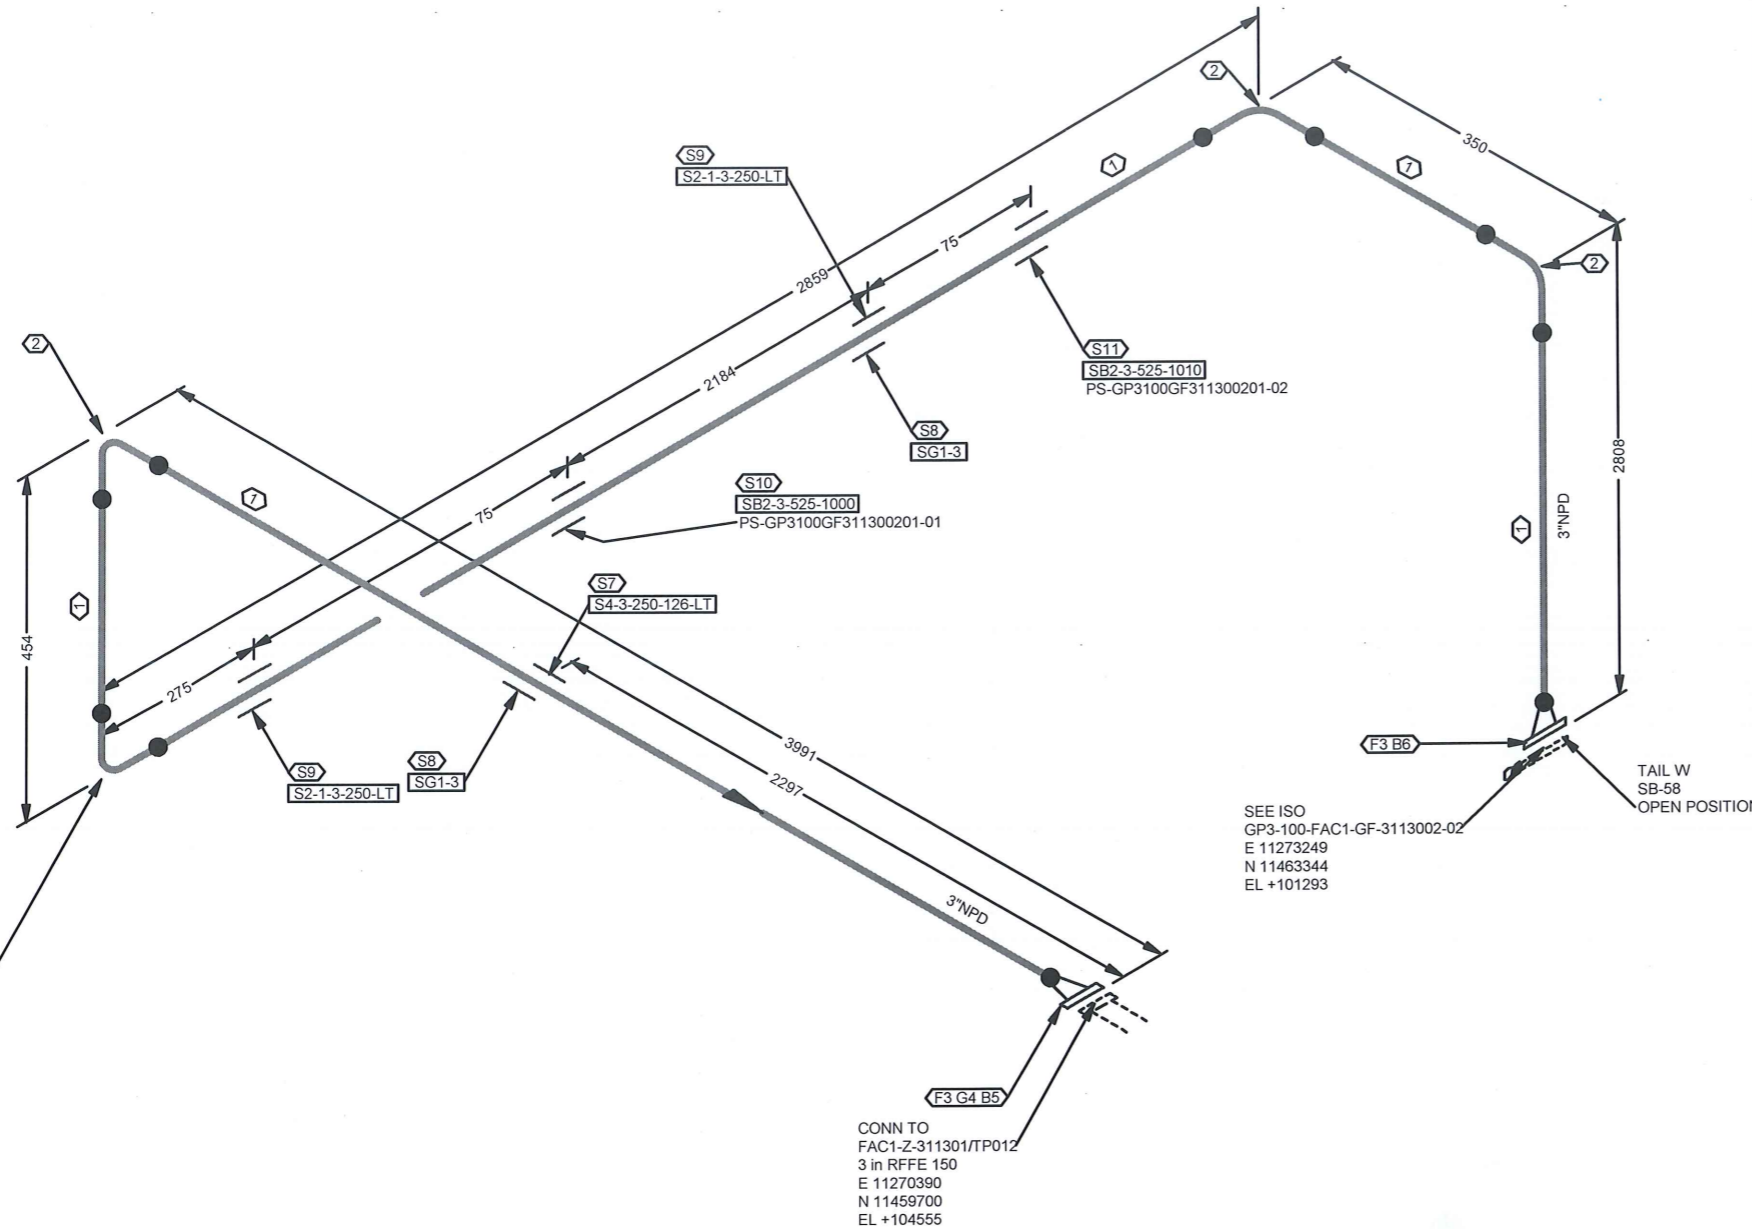 2
350
S9
S2-1-3-250-LT
1
1
75
2859
2
S11
SB2-3-525-1010
PS-GP3100GF311300201-02
2
2184
S8
SG1-3
2808
S10
SB2-3-525-1000
PS-GP3100GF311300201-01
1
75
3"NPD
1
S7
S4-3-250-126-LT
1
454
275
S9
S2-1-3-250-LT
S8
SG1-3
3991
2297
F3 B6
TAIL W
SB-58
OPEN POSITION
SEE ISO
GP3-100-FAC1-GF-3113002-02
E 11273249
N 11463344
EL +101293
3"NPD
F3 G4 B5
CONN TO
FAC1-Z-311301/TP012
3 in RFFE 150
E 11270390
N 11459700
EL +104555